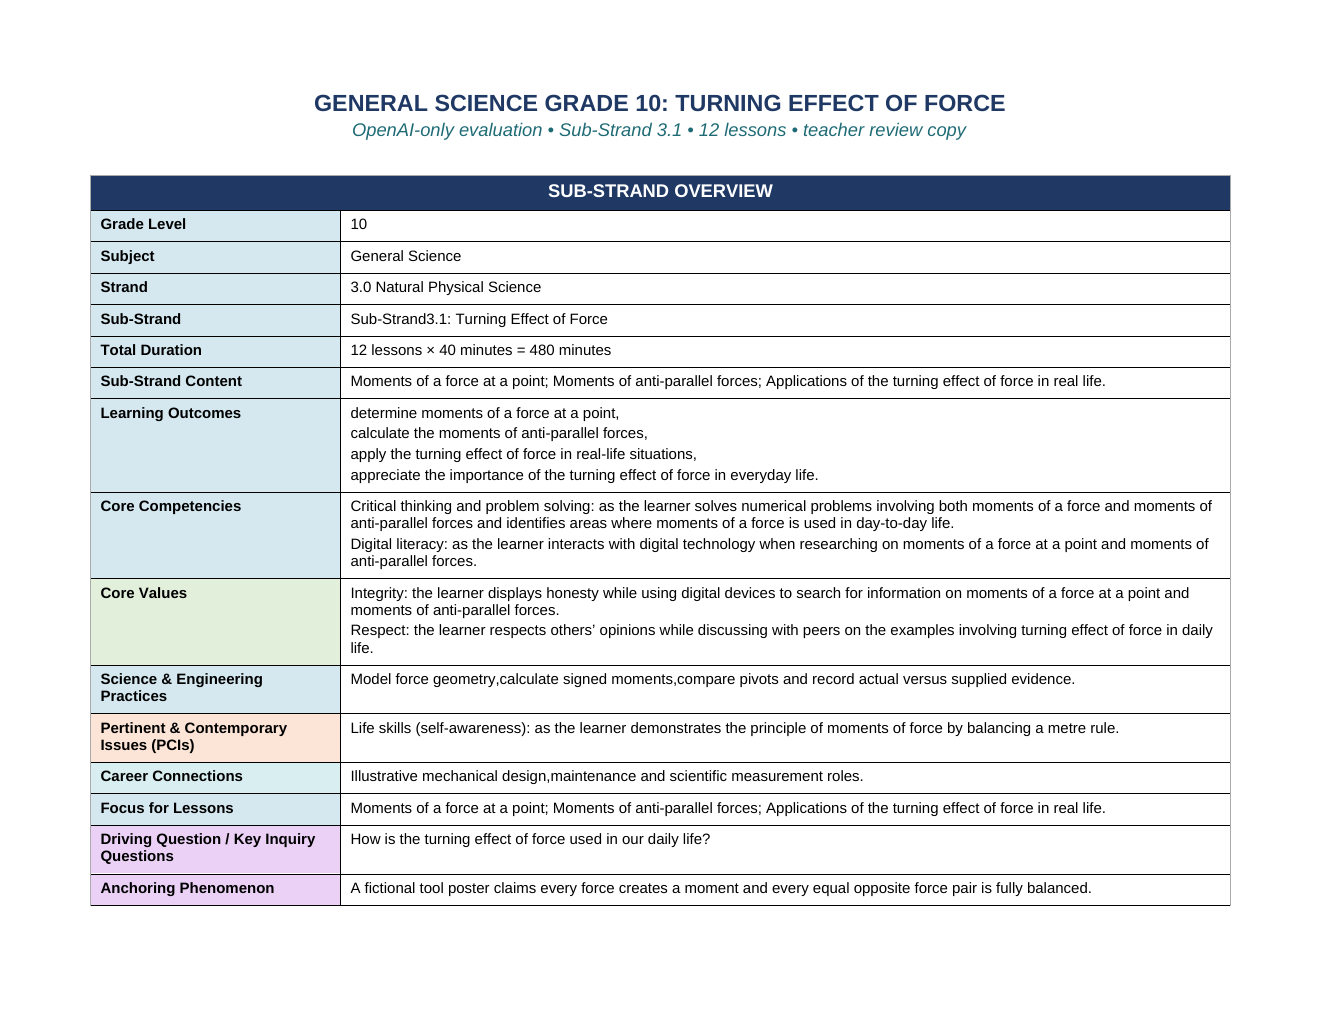 GENERAL SCIENCE GRADE 10: TURNING EFFECT OF FORCE
OpenAI-only evaluation • Sub-Strand 3.1 • 12 lessons • teacher review copy
SUB-STRAND OVERVIEW
Grade Level
10
Subject
General Science
Strand
3.0 Natural Physical Science
Sub-Strand
Sub-Strand3.1: Turning Effect of Force
Total Duration
12 lessons × 40 minutes = 480 minutes
Sub-Strand Content
Moments of a force at a point; Moments of anti-parallel forces; Applications of the turning effect of force in real life.
Learning Outcomes
determine moments of a force at a point,
calculate the moments of anti-parallel forces,
apply the turning effect of force in real-life situations,
appreciate the importance of the turning effect of force in everyday life.
Core Competencies
Critical thinking and problem solving: as the learner solves numerical problems involving both moments of a force and moments of
anti-parallel forces and identifies areas where moments of a force is used in day-to-day life.
Digital literacy: as the learner interacts with digital technology when researching on moments of a force at a point and moments of
anti-parallel forces.
Core Values
Integrity: the learner displays honesty while using digital devices to search for information on moments of a force at a point and
moments of anti-parallel forces.
Respect: the learner respects others’ opinions while discussing with peers on the examples involving turning effect of force in daily
life.
Science & Engineering
Practices
Model force geometry,calculate signed moments,compare pivots and record actual versus supplied evidence.
Pertinent & Contemporary
Issues (PCIs)
Life skills (self-awareness): as the learner demonstrates the principle of moments of force by balancing a metre rule.
Career Connections
Illustrative mechanical design,maintenance and scientific measurement roles.
Focus for Lessons
Moments of a force at a point; Moments of anti-parallel forces; Applications of the turning effect of force in real life.
Driving Question / Key Inquiry
Questions
How is the turning effect of force used in our daily life?
Anchoring Phenomenon
A fictional tool poster claims every force creates a moment and every equal opposite force pair is fully balanced.